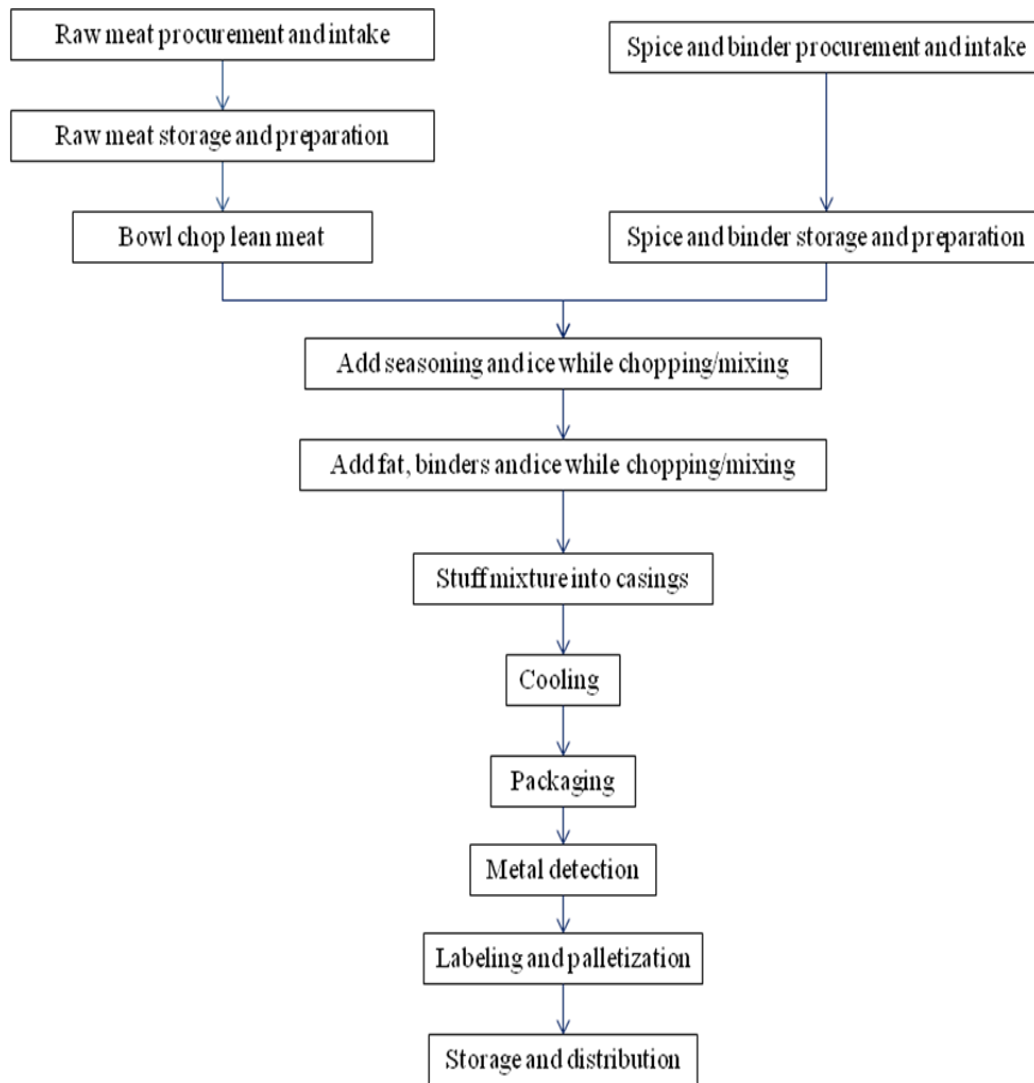 Raw meat procurement and intake
Spice and binder procurement and intake
Raw meat storage and preparation
Bowl chop lean meat
Spice and binder storage and preparation
Add seasoning and ice while chopping/mixing
Add fat, binders and ice while chopping/mixing
Stuff mixture into casings
Cooling
Packaging
Metal detection
Labeling and palletization
Storage and distribution